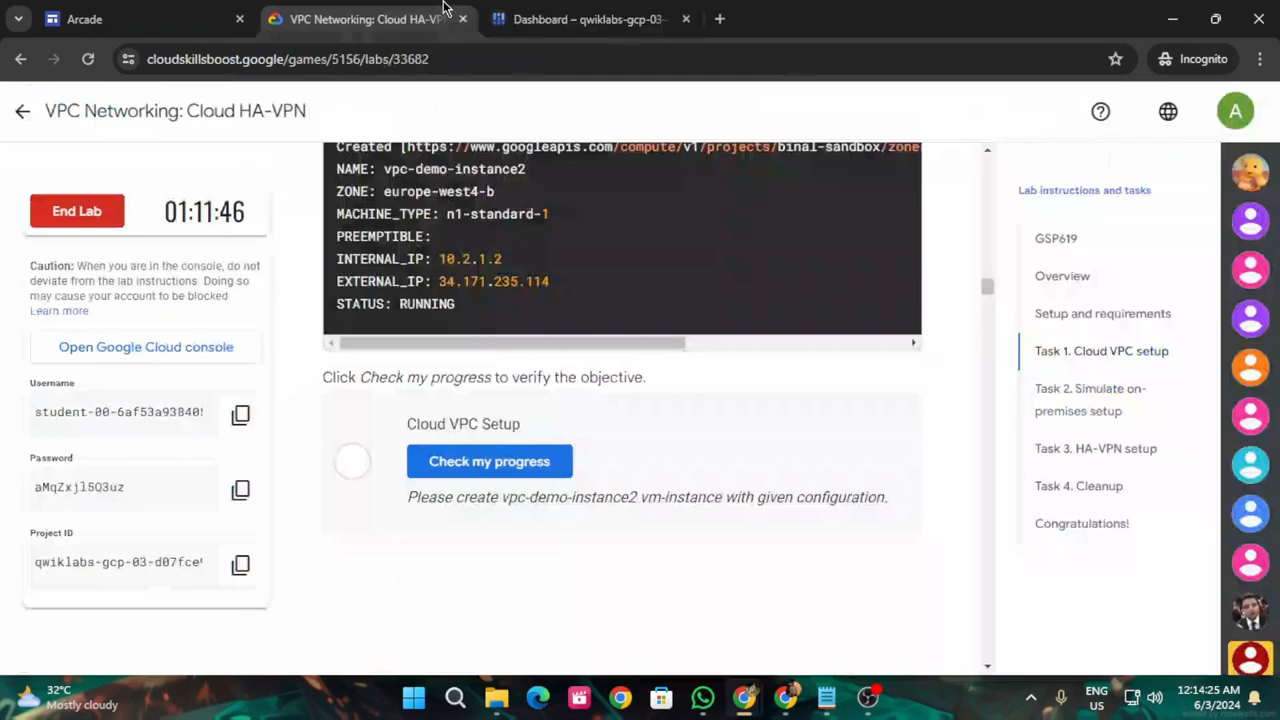 Arcade
VPC Networking: Cloud HA-VP
Dashboard – qwiklabs-gcp-03-
cloudskillsboost.google/games/5156/labs/33682
Incognito
VPC Networking: Cloud HA-VPN
A
End Lab
01:11:46
Caution: When you are in the console, do not
deviate from the lab instructions. Doing so
may cause your account to be blocked
Learn more.
Open Google Cloud console
Username
student-00-6af53a938405
Password
aMqZxjl5Q3uz
Project ID
qwiklabs-gcp-03-d07fce
Created [https://www.googleapis.com/compute/v1/projects/binal-sandbox/zone
NAME: vpc-demo-instance2
ZONE: europe-west4-b
MACHINE_TYPE: n1-standard-1
PREEMPTIBLE:
INTERNAL_IP: 10.2.1.2
EXTERNAL_IP: 34.171.235.114
STATUS: RUNNING
Click Check my progress to verify the objective.
Cloud VPC Setup
Check my progress
Please create vpc-demo-instance2 vm-instance with given configuration.
Lab instructions and tasks
GSP619
Overview
Setup and requirements
Task 1. Cloud VPC setup
Task 2. Simulate on-
premises setup
Task 3. HA-VPN setup
Task 4. Cleanup
Congratulations!
32°C
Mostly cloudy
ENG
US
12:14:25 AM
6/3/2024